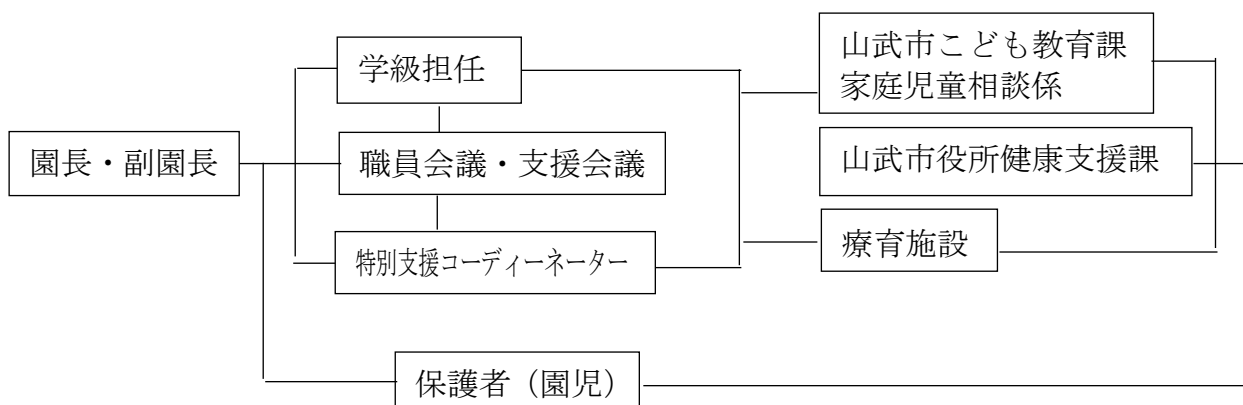 学級担任
山武市こども教育課
家庭児童相談係
園長・副園長
職員会議・支援会議
山武市役所健康支援課
特別支援コーディーネーター
療育施設
保護者（園児）